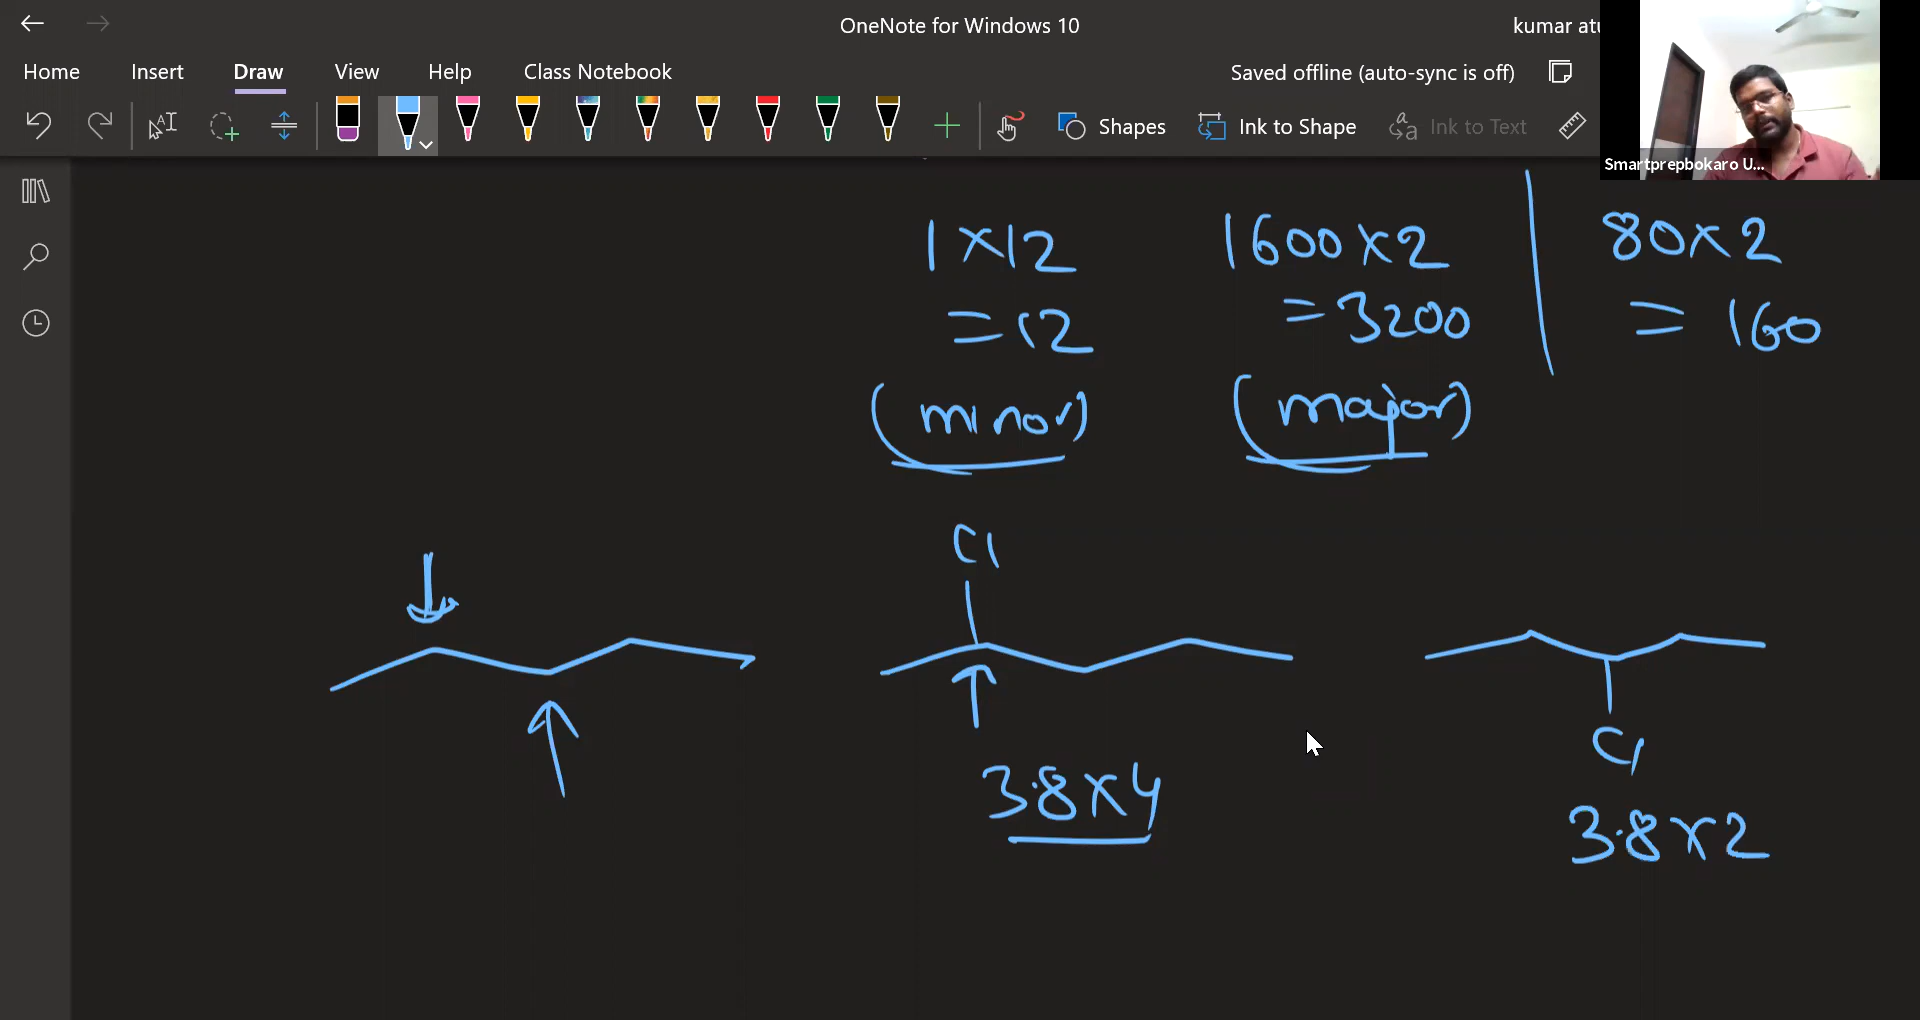 OneNote for Windows 10
kumar atu
Home Insert Draw View Help Class Notebook
Saved offline (auto-sync is off)
Shapes Ink to Shape Ink to Text
Smartprepbokaro U...
1 × 12
= 12
(minor)
1600 × 2
= 3200
(major)
80 × 2
= 160
Cl
3.8 × 4
Cl
3.8 × 2